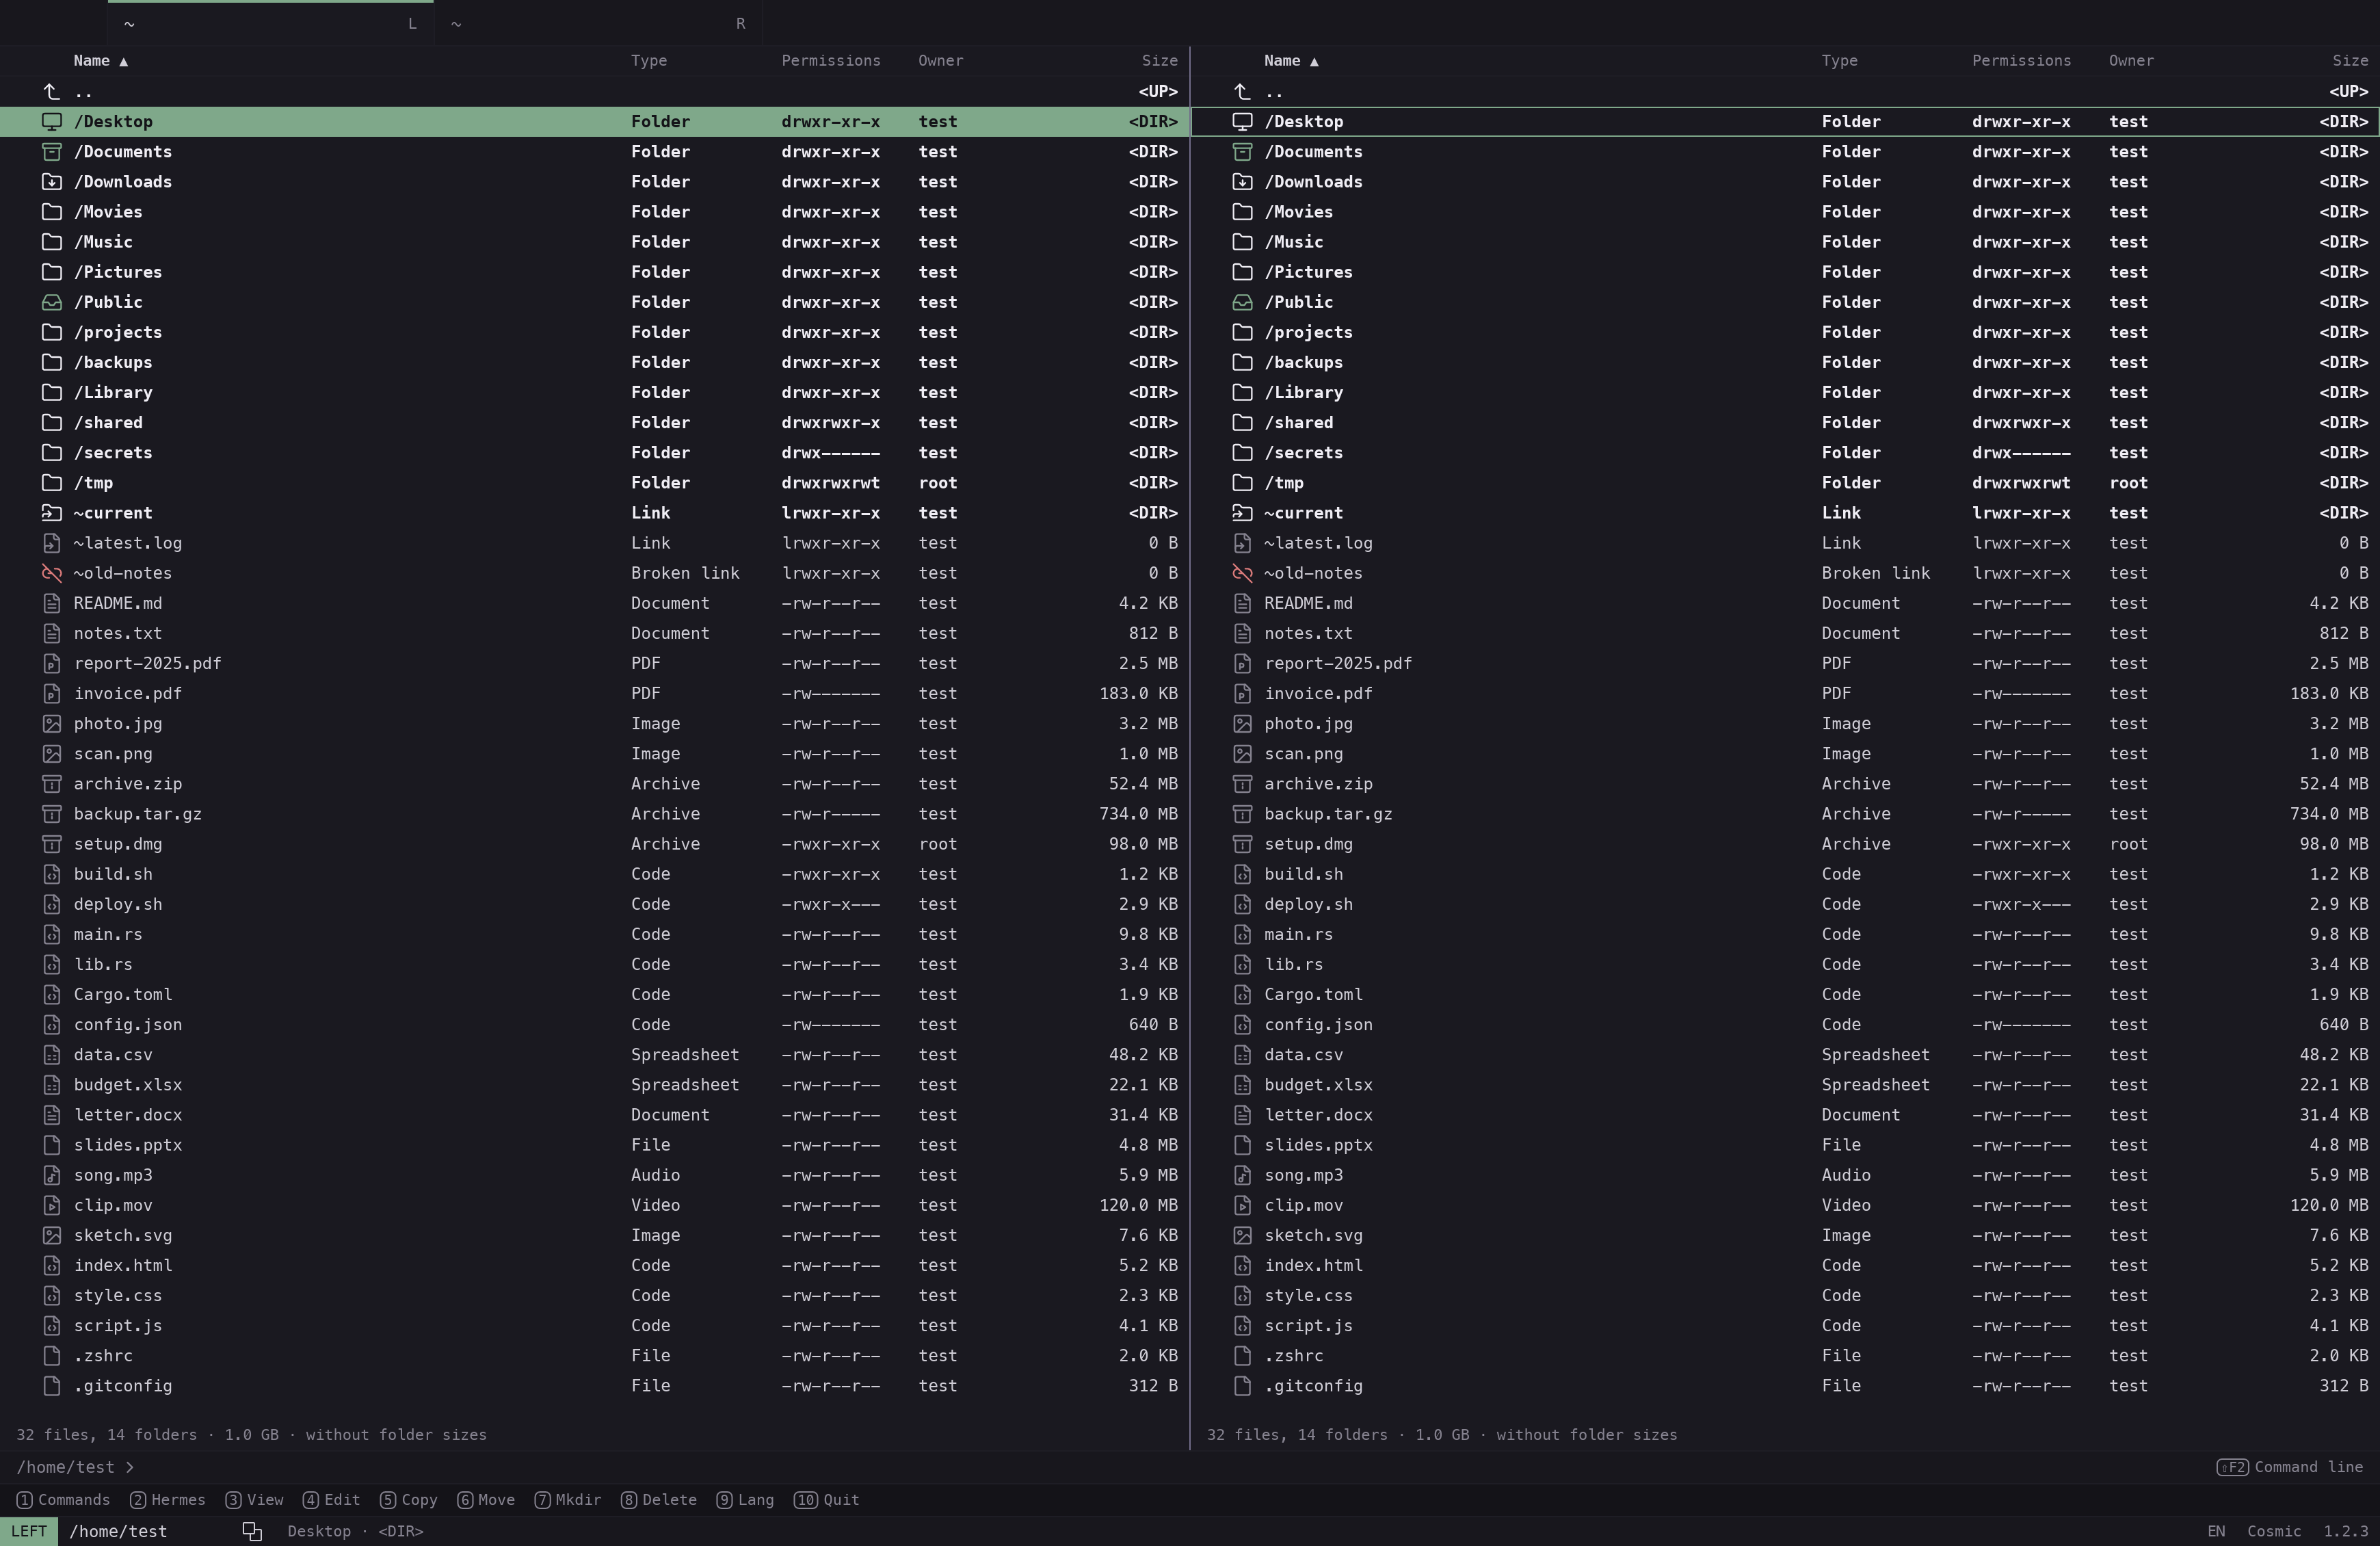 ~ L ~ R
Name ▲ Type Permissions Owner Size Name ▲ Type Permissions Owner Size
.. <UP> .. <UP>
/Desktop Folder drwxr-xr-x test <DIR> /Desktop Folder drwxr-xr-x test <DIR>
/Documents Folder drwxr-xr-x test <DIR> /Documents Folder drwxr-xr-x test <DIR>
/Downloads Folder drwxr-xr-x test <DIR> /Downloads Folder drwxr-xr-x test <DIR>
/Movies Folder drwxr-xr-x test <DIR> /Movies Folder drwxr-xr-x test <DIR>
/Music Folder drwxr-xr-x test <DIR> /Music Folder drwxr-xr-x test <DIR>
/Pictures Folder drwxr-xr-x test <DIR> /Pictures Folder drwxr-xr-x test <DIR>
/Public Folder drwxr-xr-x test <DIR> /Public Folder drwxr-xr-x test <DIR>
/projects Folder drwxr-xr-x test <DIR> /projects Folder drwxr-xr-x test <DIR>
/backups Folder drwxr-xr-x test <DIR> /backups Folder drwxr-xr-x test <DIR>
/Library Folder drwxr-xr-x test <DIR> /Library Folder drwxr-xr-x test <DIR>
/shared Folder drwxrwxr-x test <DIR> /shared Folder drwxrwxr-x test <DIR>
/secrets Folder drwx------ test <DIR> /secrets Folder drwx------ test <DIR>
/tmp Folder drwxrwxrwt root <DIR> /tmp Folder drwxrwxrwt root <DIR>
~current Link lrwxr-xr-x test <DIR> ~current Link lrwxr-xr-x test <DIR>
~latest.log Link lrwxr-xr-x test 0 B ~latest.log Link lrwxr-xr-x test 0 B
~old-notes Broken link lrwxr-xr-x test 0 B ~old-notes Broken link lrwxr-xr-x test 0 B
README.md Document -rw-r--r-- test 4.2 KB README.md Document -rw-r--r-- test 4.2 KB
notes.txt Document -rw-r--r-- test 812 B notes.txt Document -rw-r--r-- test 812 B
report-2025.pdf PDF -rw-r--r-- test 2.5 MB report-2025.pdf PDF -rw-r--r-- test 2.5 MB
invoice.pdf PDF -rw------- test 183.0 KB invoice.pdf PDF -rw------- test 183.0 KB
photo.jpg Image -rw-r--r-- test 3.2 MB photo.jpg Image -rw-r--r-- test 3.2 MB
scan.png Image -rw-r--r-- test 1.0 MB scan.png Image -rw-r--r-- test 1.0 MB
archive.zip Archive -rw-r--r-- test 52.4 MB archive.zip Archive -rw-r--r-- test 52.4 MB
backup.tar.gz Archive -rw-r----- test 734.0 MB backup.tar.gz Archive -rw-r----- test 734.0 MB
setup.dmg Archive -rwxr-xr-x root 98.0 MB setup.dmg Archive -rwxr-xr-x root 98.0 MB
build.sh Code -rwxr-xr-x test 1.2 KB build.sh Code -rwxr-xr-x test 1.2 KB
deploy.sh Code -rwxr-x--- test 2.9 KB deploy.sh Code -rwxr-x--- test 2.9 KB
main.rs Code -rw-r--r-- test 9.8 KB main.rs Code -rw-r--r-- test 9.8 KB
lib.rs Code -rw-r--r-- test 3.4 KB lib.rs Code -rw-r--r-- test 3.4 KB
Cargo.toml Code -rw-r--r-- test 1.9 KB Cargo.toml Code -rw-r--r-- test 1.9 KB
config.json Code -rw------- test 640 B config.json Code -rw------- test 640 B
data.csv Spreadsheet -rw-r--r-- test 48.2 KB data.csv Spreadsheet -rw-r--r-- test 48.2 KB
budget.xlsx Spreadsheet -rw-r--r-- test 22.1 KB budget.xlsx Spreadsheet -rw-r--r-- test 22.1 KB
letter.docx Document -rw-r--r-- test 31.4 KB letter.docx Document -rw-r--r-- test 31.4 KB
slides.pptx File -rw-r--r-- test 4.8 MB slides.pptx File -rw-r--r-- test 4.8 MB
song.mp3 Audio -rw-r--r-- test 5.9 MB song.mp3 Audio -rw-r--r-- test 5.9 MB
clip.mov Video -rw-r--r-- test 120.0 MB clip.mov Video -rw-r--r-- test 120.0 MB
sketch.svg Image -rw-r--r-- test 7.6 KB sketch.svg Image -rw-r--r-- test 7.6 KB
index.html Code -rw-r--r-- test 5.2 KB index.html Code -rw-r--r-- test 5.2 KB
style.css Code -rw-r--r-- test 2.3 KB style.css Code -rw-r--r-- test 2.3 KB
script.js Code -rw-r--r-- test 4.1 KB script.js Code -rw-r--r-- test 4.1 KB
.zshrc File -rw-r--r-- test 2.0 KB .zshrc File -rw-r--r-- test 2.0 KB
.gitconfig File -rw-r--r-- test 312 B .gitconfig File -rw-r--r-- test 312 B
32 files, 14 folders · 1.0 GB · without folder sizes 32 files, 14 folders · 1.0 GB · without folder sizes
/home/test > ⇧F2 Command line
1 Commands 2 Hermes 3 View 4 Edit 5 Copy 6 Move 7 Mkdir 8 Delete 9 Lang 10 Quit
LEFT /home/test Desktop · <DIR> EN Cosmic 1.2.3